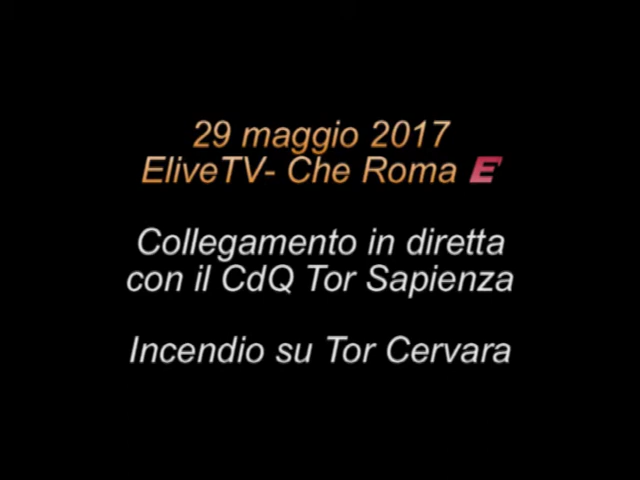 29 maggio 2017
EliveTV- Che Roma E'
Collegamento in diretta
con il CdQ Tor Sapienza
Incendio su Tor Cervara